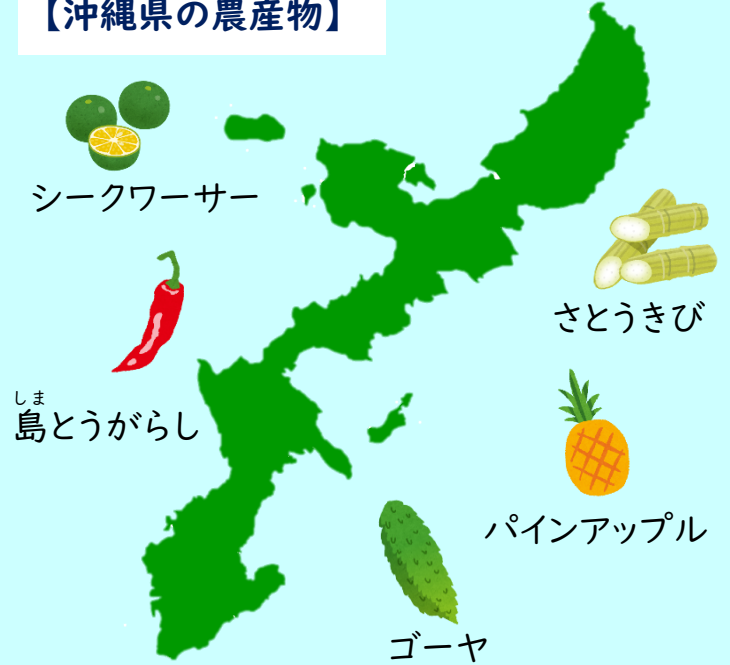 【沖縄県の農産物】
シークワーサー
さとうきび
しま
島とうがらし
パインアップル
ゴーヤ